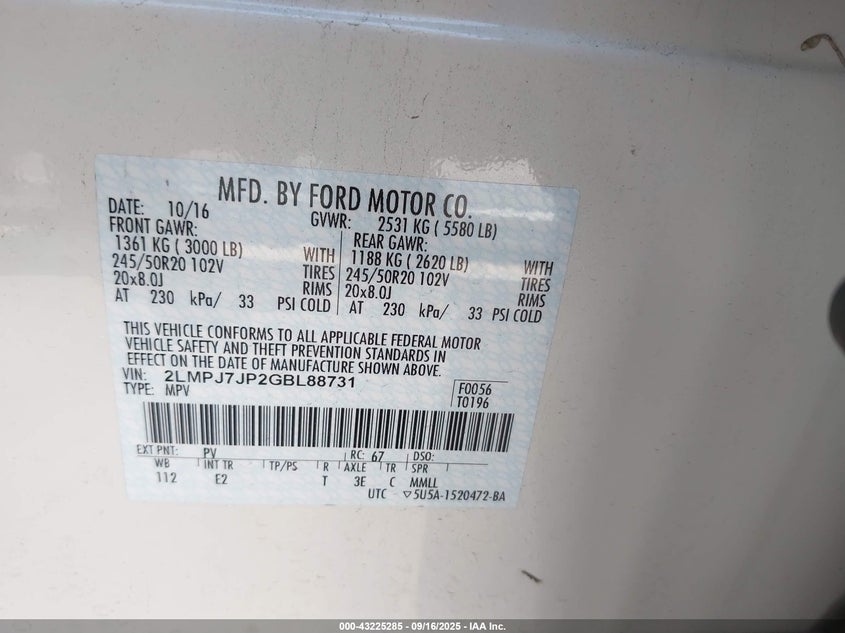 MFD. BY FORD MOTOR CO.
DATE: 10/16 GVWR: 2531 KG ( 5580 LB)
FRONT GAWR: REAR GAWR:
1361 KG ( 3000 LB) WITH 1188 KG ( 2620 LB) WITH
245/50R20 102V TIRES 245/50R20 102V TIRES
20x8.0J RIMS 20x8.0J RIMS
AT 230 kPa/ 33 PSI COLD AT 230 kPa/ 33 PSI COLD
THIS VEHICLE CONFORMS TO ALL APPLICABLE FEDERAL MOTOR
VEHICLE SAFETY AND THEFT PREVENTION STANDARDS IN
EFFECT ON THE DATE OF MANUFACTURE SHOWN ABOVE.
VIN: 2LMPJ7JP2GBL88731 F0056
TYPE: MPV T0196
EXT PNT: PV RC: 67 DSO:
WB INT TR TP/PS R AXLE TR SPR
112 E2 T 3E C MMLL
UTC ▽5U5A-1520472-BA
000-43225285 - 09/16/2025 - IAA Inc.